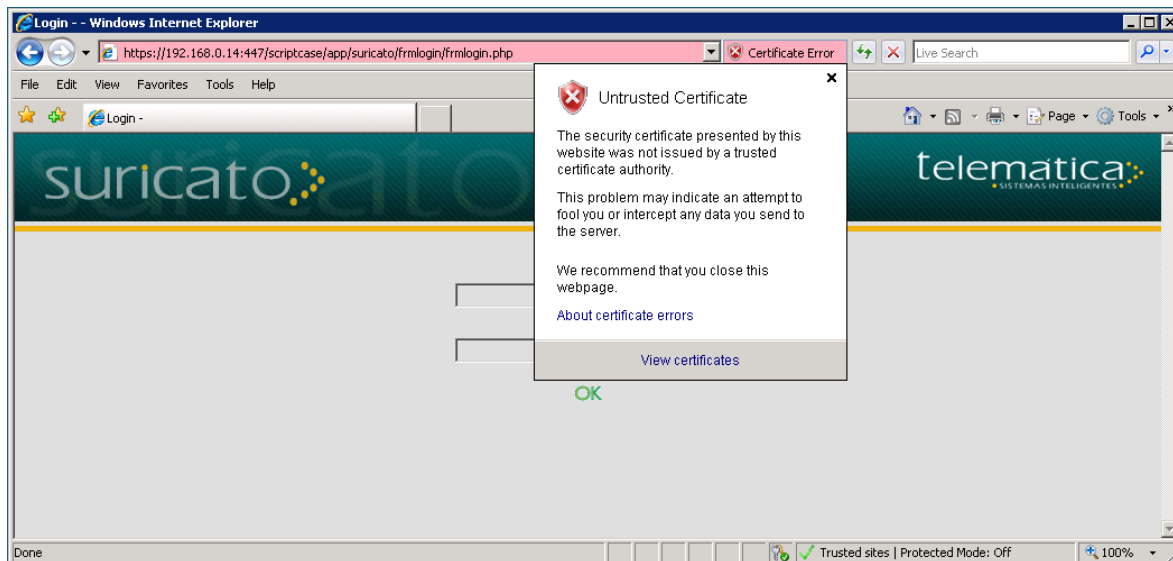 Login - - Windows Internet Explorer
https://192.168.0.14:447/scriptcase/app/suricato/frmlogin/frmlogin.php
Certificate Error
Live Search
File Edit View Favorites Tools Help
Login -
Page Tools
suricato
telemática
SISTEMAS INTELIGENTES
Untrusted Certificate
The security certificate presented by this
website was not issued by a trusted
certificate authority.
This problem may indicate an attempt to
fool you or intercept any data you send to
the server.
We recommend that you close this
webpage.
About certificate errors
View certificates
OK
Done
Trusted sites | Protected Mode: Off
100%